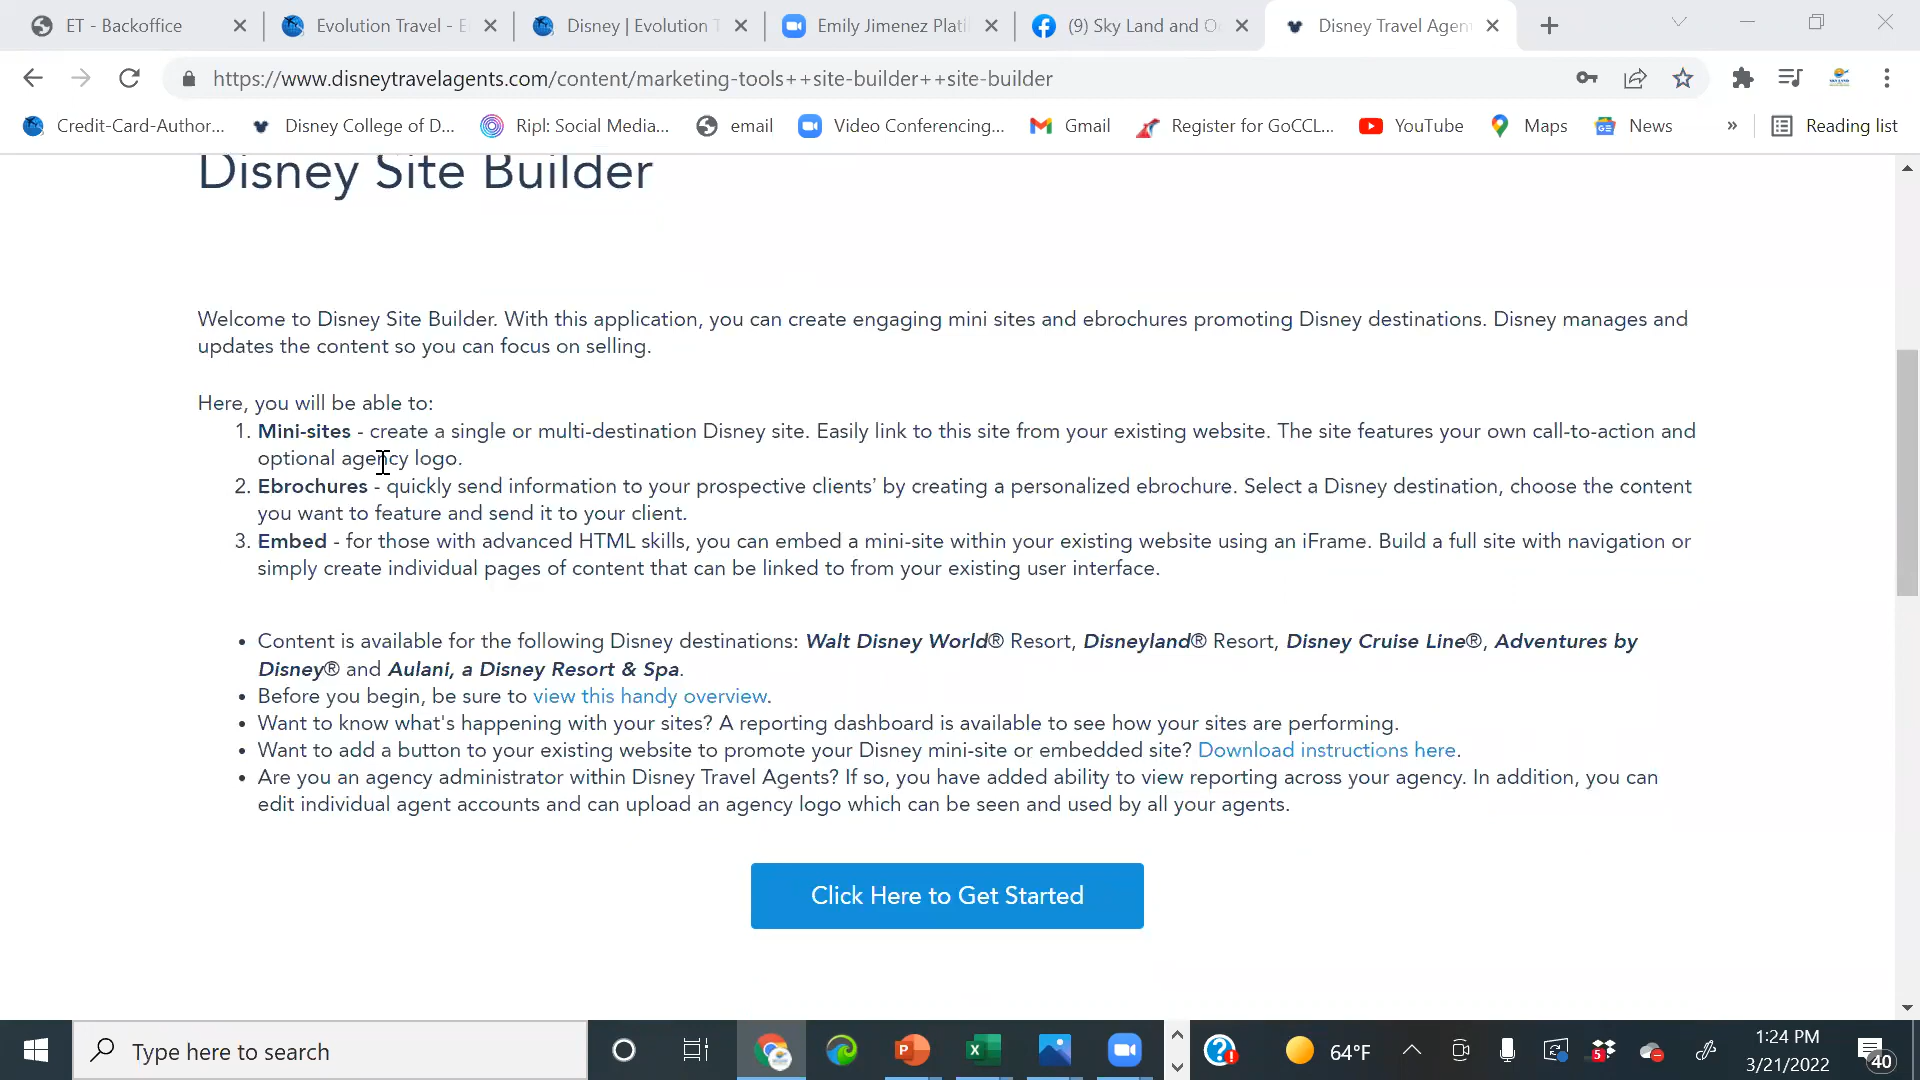 ET - Backoffice
Evolution Travel - E
Disney | Evolution T
Emily Jimenez Plati
(9) Sky Land and O
Disney Travel Agen
https://www.disneytravelagents.com/content/marketing-tools++site-builder++site-builder
Credit-Card-Author...
Disney College of D...
Ripl: Social Media...
email
Video Conferencing...
Gmail
Register for GoCCL...
YouTube
Maps
News
»
Reading list
Disney Site Builder
Welcome to Disney Site Builder. With this application, you can create engaging mini sites and ebrochures promoting Disney destinations. Disney manages and
updates the content so you can focus on selling.
Here, you will be able to:
1. Mini-sites - create a single or multi-destination Disney site. Easily link to this site from your existing website. The site features your own call-to-action and
optional agency logo.
2. Ebrochures - quickly send information to your prospective clients’ by creating a personalized ebrochure. Select a Disney destination, choose the content
you want to feature and send it to your client.
3. Embed - for those with advanced HTML skills, you can embed a mini-site within your existing website using an iFrame. Build a full site with navigation or
simply create individual pages of content that can be linked to from your existing user interface.
• Content is available for the following Disney destinations: Walt Disney World® Resort, Disneyland® Resort, Disney Cruise Line®, Adventures by
Disney® and Aulani, a Disney Resort & Spa.
• Before you begin, be sure to view this handy overview.
• Want to know what's happening with your sites? A reporting dashboard is available to see how your sites are performing.
• Want to add a button to your existing website to promote your Disney mini-site or embedded site? Download instructions here.
• Are you an agency administrator within Disney Travel Agents? If so, you have added ability to view reporting across your agency. In addition, you can
edit individual agent accounts and can upload an agency logo which can be seen and used by all your agents.
Click Here to Get Started
Type here to search
64°F
5
1:24 PM
3/21/2022
40